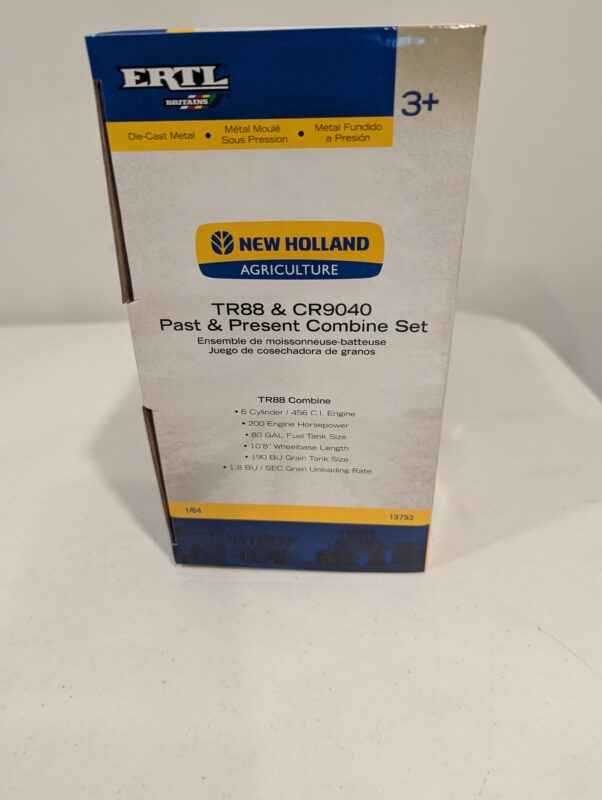 ERTL
BRITAINS
3+
Die-Cast Metal • Métal Moulé Sous Pression • Metal Fundido a Presión
NEW HOLLAND
AGRICULTURE
TR88 & CR9040
Past & Present Combine Set
Ensemble de moissonneuse-batteuse
Juego de cosechadora de granos
TR88 Combine
• 6 Cylinder / 456 C.I. Engine
• 200 Engine Horsepower
• 80 GAL Fuel Tank Size
• 10'8" Wheelbase Length
• 190 BU Grain Tank Size
• 1.8 BU / SEC Grain Unloading Rate
1/64
13753